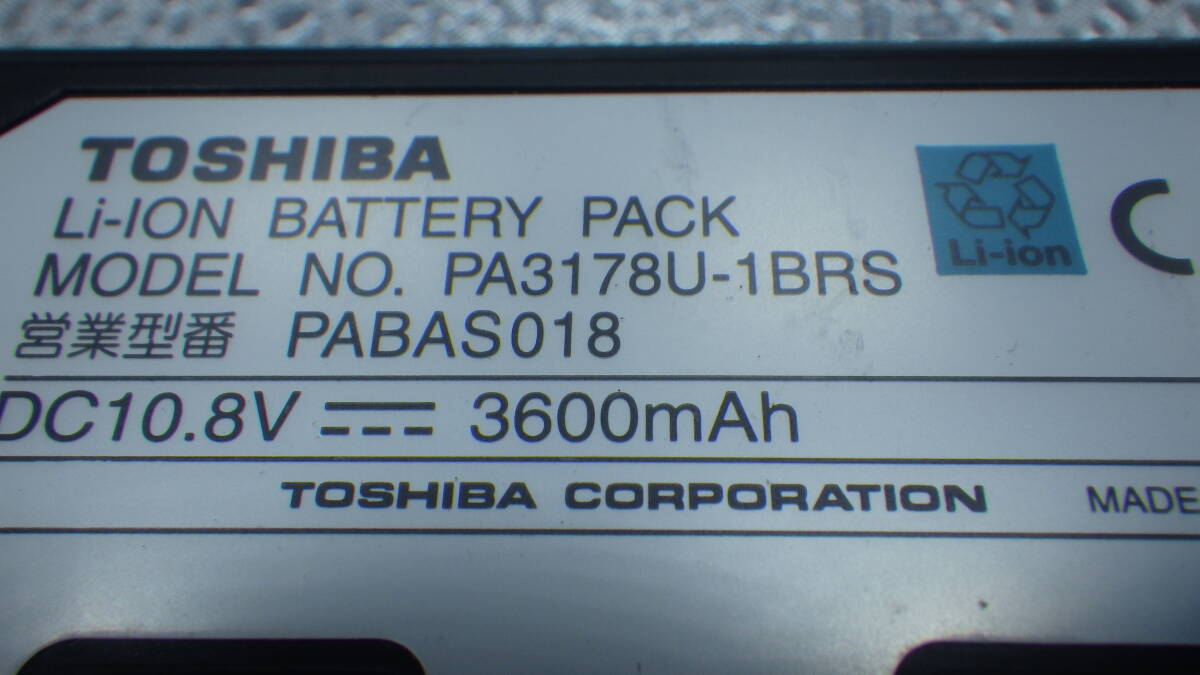 TOSHIBA
Li-ION BATTERY PACK
MODEL NO. PA3178U-1BRS
営業型番 PABAS018
Li-ion
DC10.8V 3600mAh
TOSHIBA CORPORATION MADE